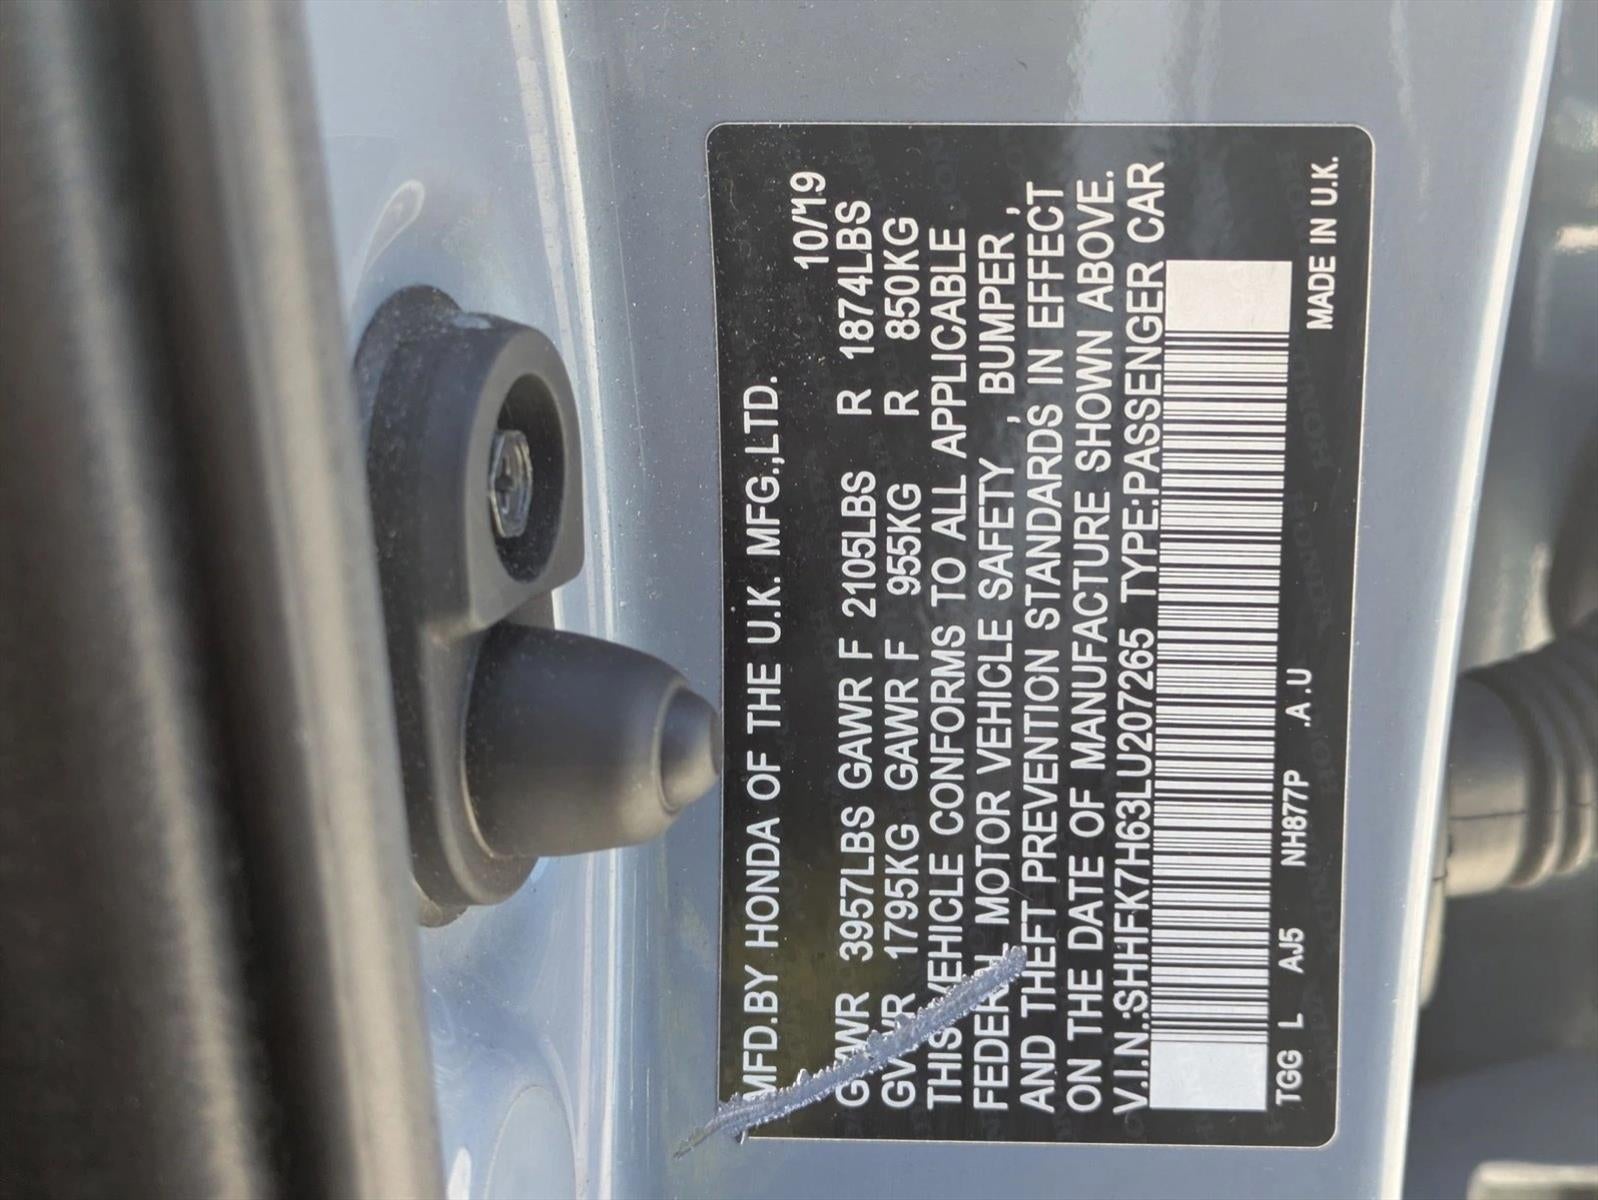 MFD.BY HONDA OF THE U.K. MFG.,LTD.
10/19
GVWR 3957LBS GAWR F 2105LBS R 1874LBS
GVWR 1795KG GAWR F 955KG R 850KG
THIS VEHICLE CONFORMS TO ALL APPLICABLE
FEDERAL MOTOR VEHICLE SAFETY , BUMPER ,
AND THEFT PREVENTION STANDARDS IN EFFECT
ON THE DATE OF MANUFACTURE SHOWN ABOVE.
V.I.N.:SHHFK7H63LU207265 TYPE:PASSENGER CAR
TGG L AJ5 NH877P .A.U MADE IN U.K.